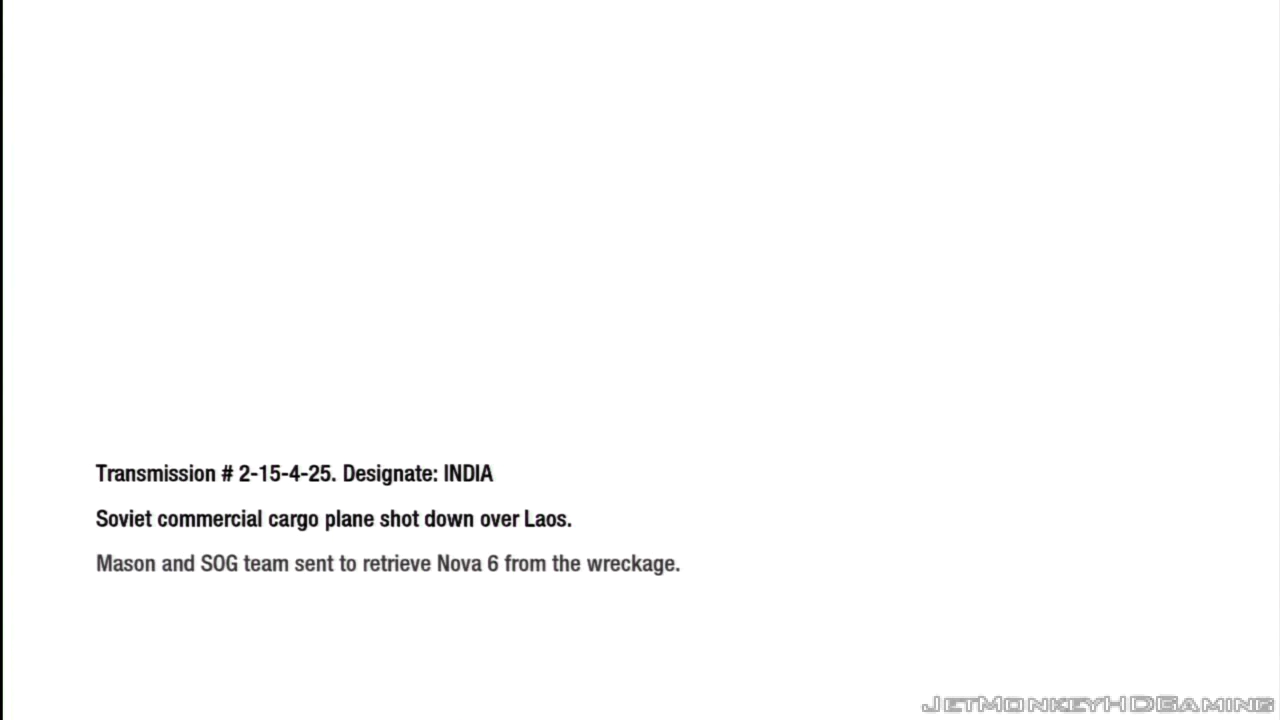 Transmission # 2-15-4-25. Designate: INDIA
Soviet commercial cargo plane shot down over Laos.
Mason and SOG team sent to retrieve Nova 6 from the wreckage.
JetMonkeyHDGaming